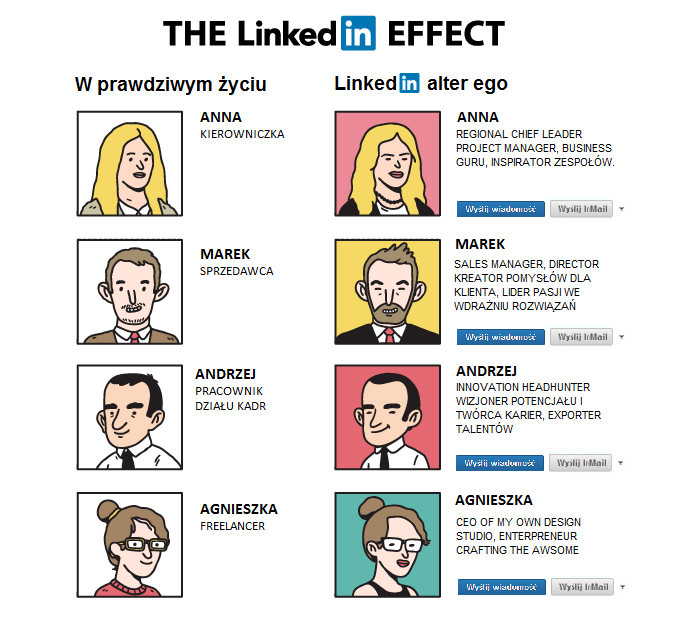 THE Linked in EFFECT
W prawdziwym życiu
Linked in alter ego
ANNA
KIEROWNICZKA
ANNA
REGIONAL CHIEF LEADER
PROJECT MANAGER, BUSINESS
GURU, INSPIRATOR ZESPOŁÓW.
Wyślij wiadomość
Wyślij InMail
MAREK
SPRZEDAWCA
MAREK
SALES MANAGER, DIRECTOR
KREATOR POMYSŁÓW DLA
KLIENTA, LIDER PASJI WE
WDRAŻNIU ROZWIĄZAŃ
Wyślij wiadomość
Wyślij InMail
ANDRZEJ
PRACOWNIK
DZIAŁU KADR
ANDRZEJ
INNOVATION HEADHUNTER
WIZJONER POTENCJAŁU I
TWÓRCA KARIER, EXPORTER
TALENTÓW
Wyślij wiadomość
Wyślij InMail
AGNIESZKA
FREELANCER
AGNIESZKA
CEO OF MY OWN DESIGN
STUDIO, ENTERPRENEUR
CRAFTING THE AWSOME
Wyślij wiadomość
Wyślij InMail